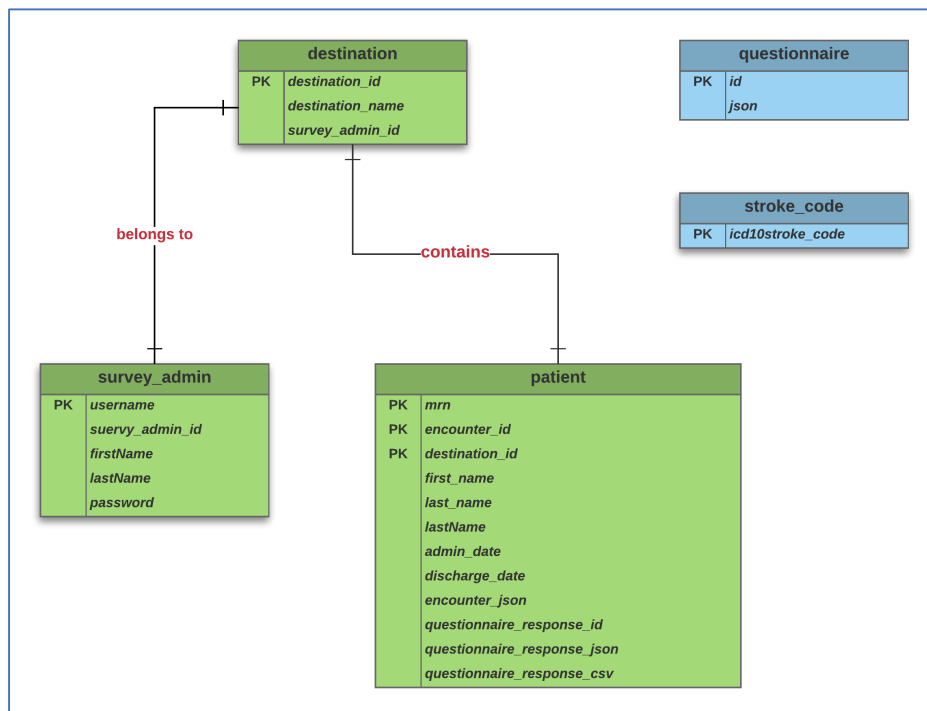 destination
PK destination_id
destination_name
survey_admin_id
questionnaire
PK id
json
stroke_code
PK icd10stroke_code
belongs to
contains
survey_admin
PK username
suervy_admin_id
firstName
lastName
password
patient
PK mrn
PK encounter_id
PK destination_id
first_name
last_name
lastName
admin_date
discharge_date
encounter_json
questionnaire_response_id
questionnaire_response_json
questionnaire_response_csv